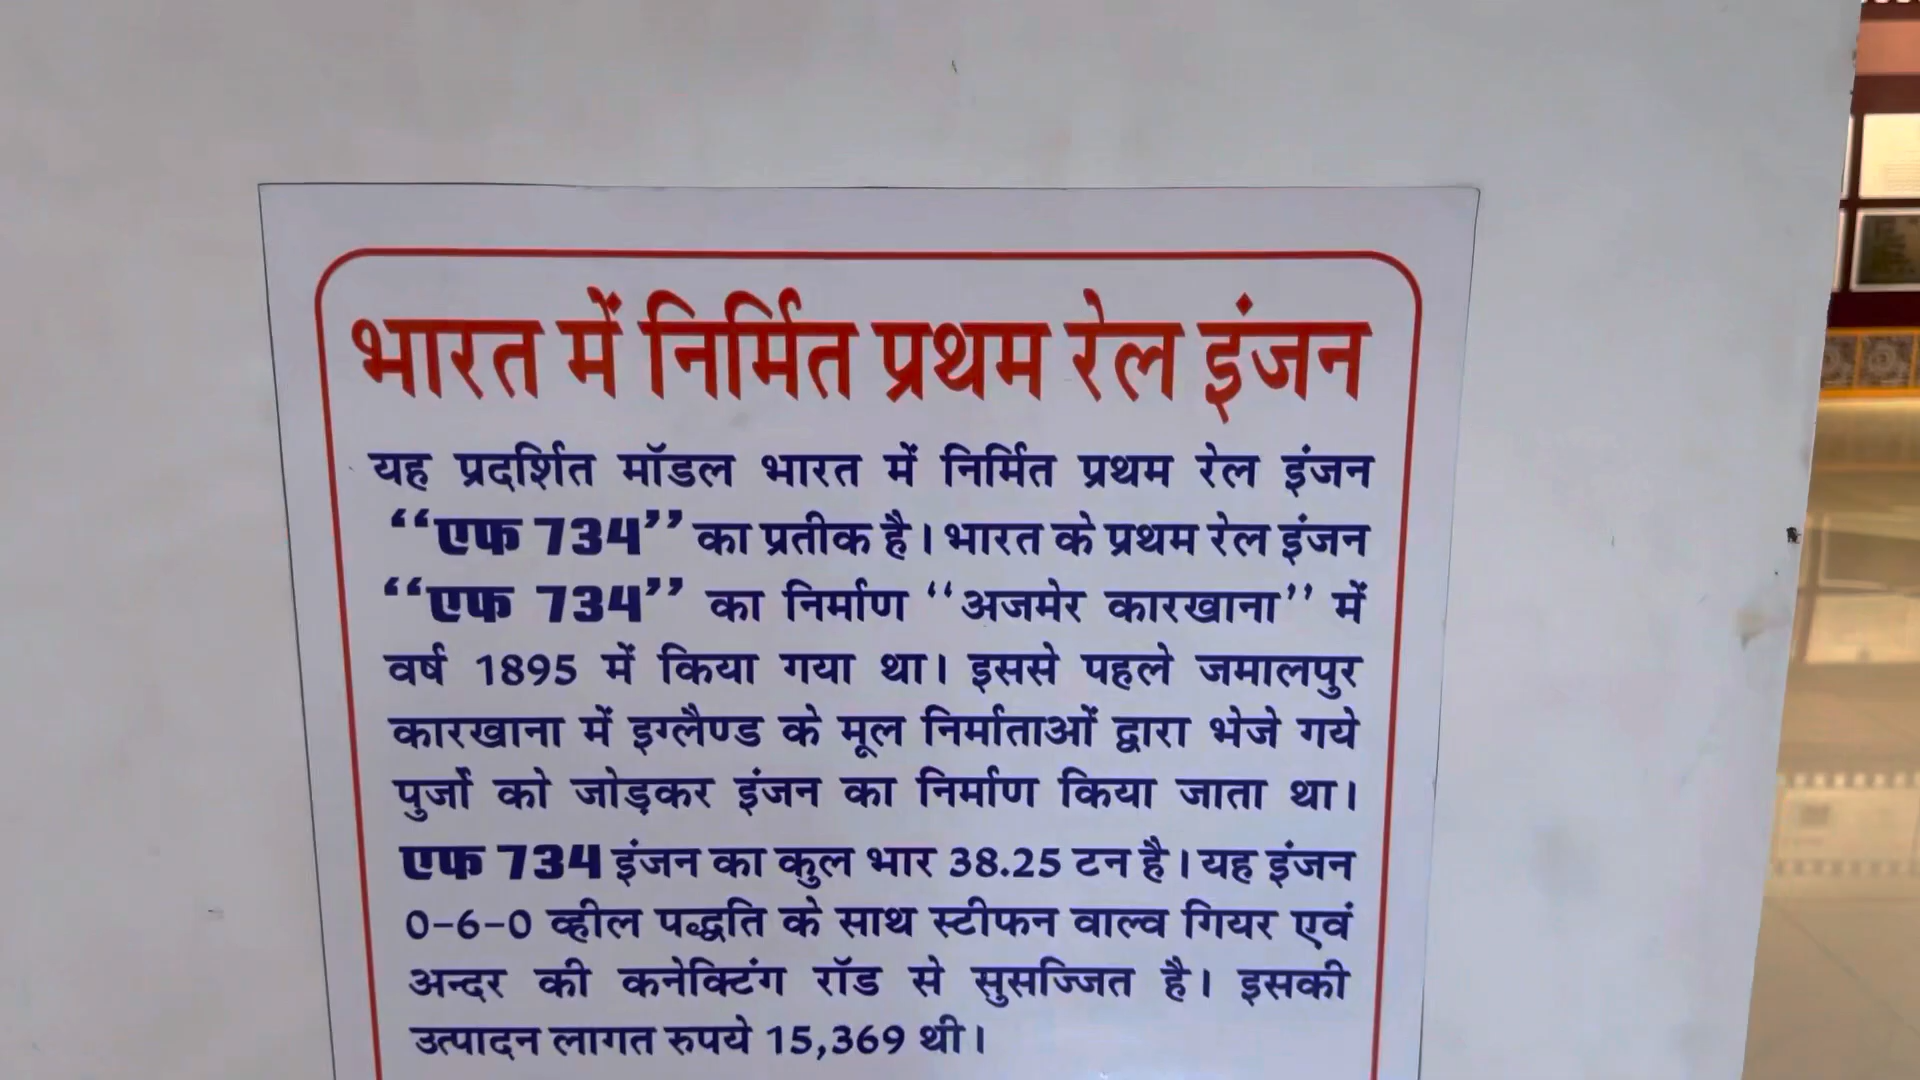 भारत में निर्मित प्रथम रेल इंजन
यह प्रदर्शित मॉडल भारत में निर्मित प्रथम रेल इंजन
“एफ 734” का प्रतीक है। भारत के प्रथम रेल इंजन
“एफ 734” का निर्माण “अजमेर कारखाना” में
वर्ष 1895 में किया गया था। इससे पहले जमालपुर
कारखाना में इग्लैण्ड के मूल निर्माताओं द्वारा भेजे गये
पुर्जो को जोड़कर इंजन का निर्माण किया जाता था।
एफ 734 इंजन का कुल भार 38.25 टन है। यह इंजन
0-6-0 व्हील पद्धति के साथ स्टीफन वाल्व गियर एवं
अन्दर की कनेक्टिंग रॉड से सुसज्जित है। इसकी
उत्पादन लागत रुपये 15,369 थी।